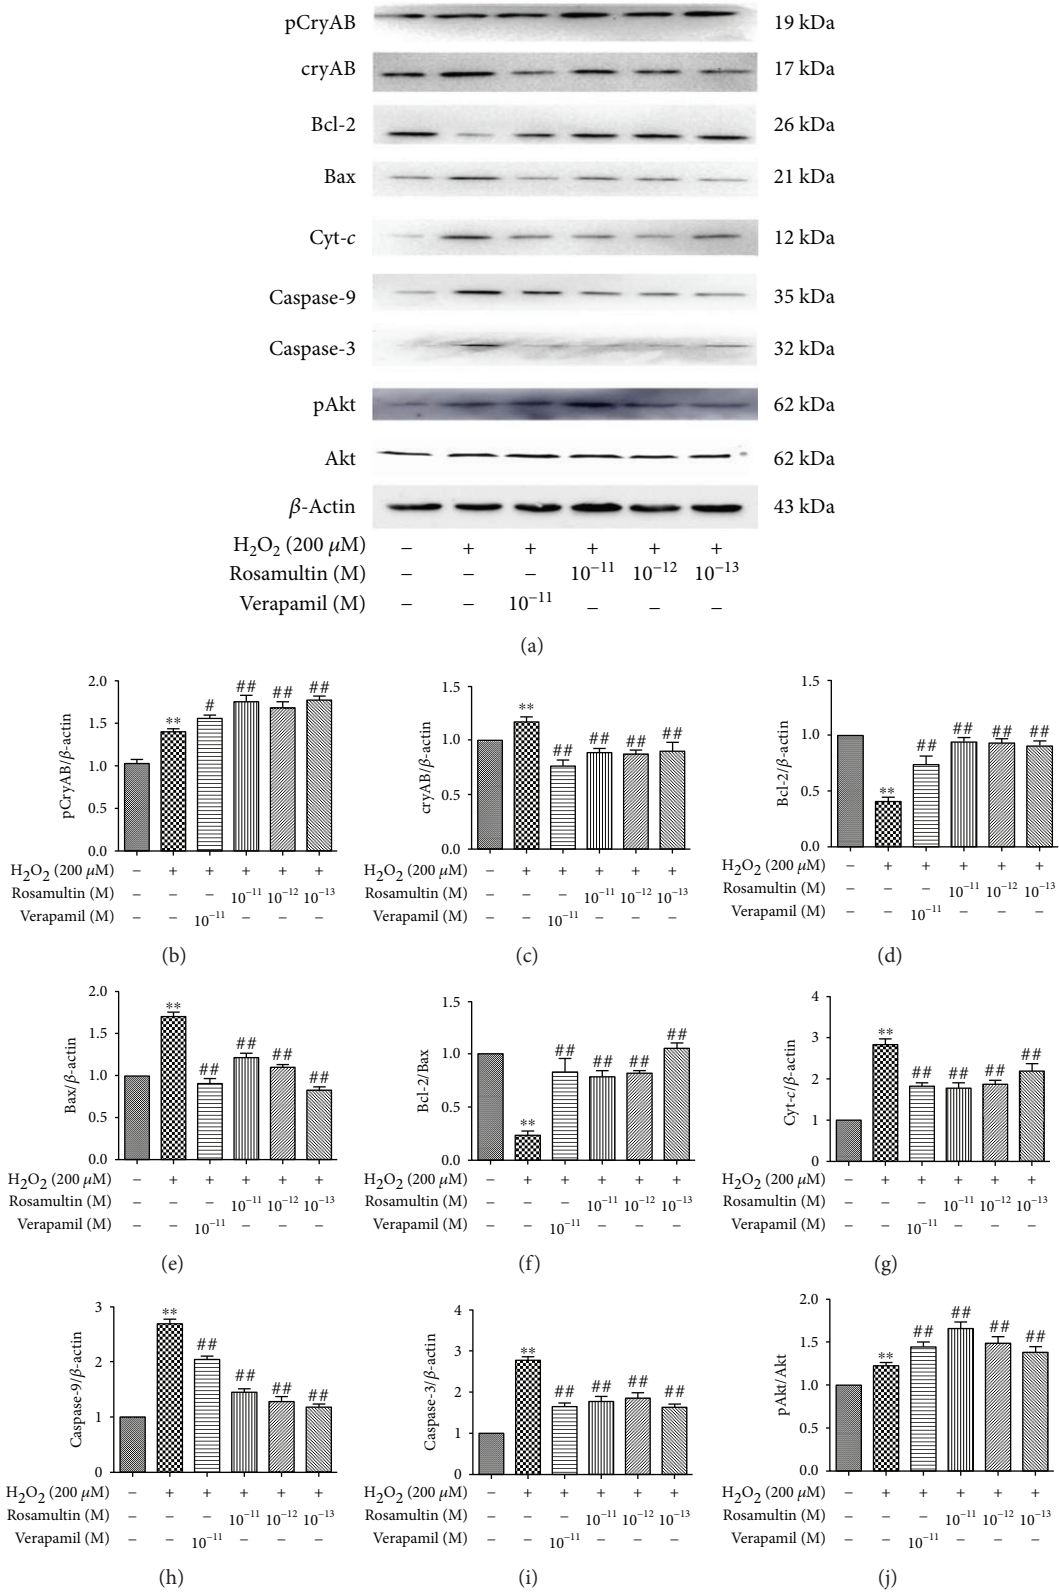 pCryAB 19 kDa
cryAB 17 kDa
Bcl-2 26 kDa
Bax 21 kDa
Cyt-c 12 kDa
Caspase-9 35 kDa
Caspase-3 32 kDa
pAkt 62 kDa
Akt 62 kDa
β-Actin 43 kDa
H₂O₂ (200 μM) − + + + + +
Rosamultin (M) − − − 10⁻¹¹ 10⁻¹² 10⁻¹³
Verapamil (M) − − 10⁻¹¹ − − −
(a)
pCryAB/β-actin
2.0
1.5
1.0
0.5
0.0
** # ## ## ##
H₂O₂ (200 μM) − + + + + +
Rosamultin (M) − − − 10⁻¹¹ 10⁻¹² 10⁻¹³
Verapamil (M) − − 10⁻¹¹ − − −
(b)
cryAB/β-actin
1.5
1.0
0.5
0.0
** ## ## ## ##
H₂O₂ (200 μM) − + + + + +
Rosamultin (M) − − − 10⁻¹¹ 10⁻¹² 10⁻¹³
Verapamil (M) − − 10⁻¹¹ − − −
(c)
Bcl-2/β-actin
1.5
1.0
0.5
0.0
** ## ## ## ##
H₂O₂ (200 μM) − + + + + +
Rosamultin (M) − − − 10⁻¹¹ 10⁻¹² 10⁻¹³
Verapamil (M) − − 10⁻¹¹ − − −
(d)
Bax/β-actin
2.0
1.5
1.0
0.5
0.0
** ## ## ## ##
H₂O₂ (200 μM) − + + + + +
Rosamultin (M) − − − 10⁻¹¹ 10⁻¹² 10⁻¹³
Verapamil (M) − − 10⁻¹¹ − − −
(e)
Bcl-2/Bax
1.5
1.0
0.5
0.0
** ## ## ## ##
H₂O₂ (200 μM) − + + + + +
Rosamultin (M) − − − 10⁻¹¹ 10⁻¹² 10⁻¹³
Verapamil (M) − − 10⁻¹¹ − − −
(f)
Cyt-c/β-actin
4
3
2
1
0
** ## ## ## ##
H₂O₂ (200 μM) − + + + + +
Rosamultin (M) − − − 10⁻¹¹ 10⁻¹² 10⁻¹³
Verapamil (M) − − 10⁻¹¹ − − −
(g)
Caspase-9/β-actin
3
2
1
0
** ## ## ## ##
H₂O₂ (200 μM) − + + + + +
Rosamultin (M) − − − 10⁻¹¹ 10⁻¹² 10⁻¹³
Verapamil (M) − − 10⁻¹¹ − − −
(h)
Caspase-3/β-actin
4
3
2
1
0
** ## ## ## ##
H₂O₂ (200 μM) − + + + + +
Rosamultin (M) − − − 10⁻¹¹ 10⁻¹² 10⁻¹³
Verapamil (M) − − 10⁻¹¹ − − −
(i)
pAkt/Akt
2.0
1.5
1.0
0.5
0.0
** ## ## ## ##
H₂O₂ (200 μM) − + + + + +
Rosamultin (M) − − − 10⁻¹¹ 10⁻¹² 10⁻¹³
Verapamil (M) − − 10⁻¹¹ − − −
(j)